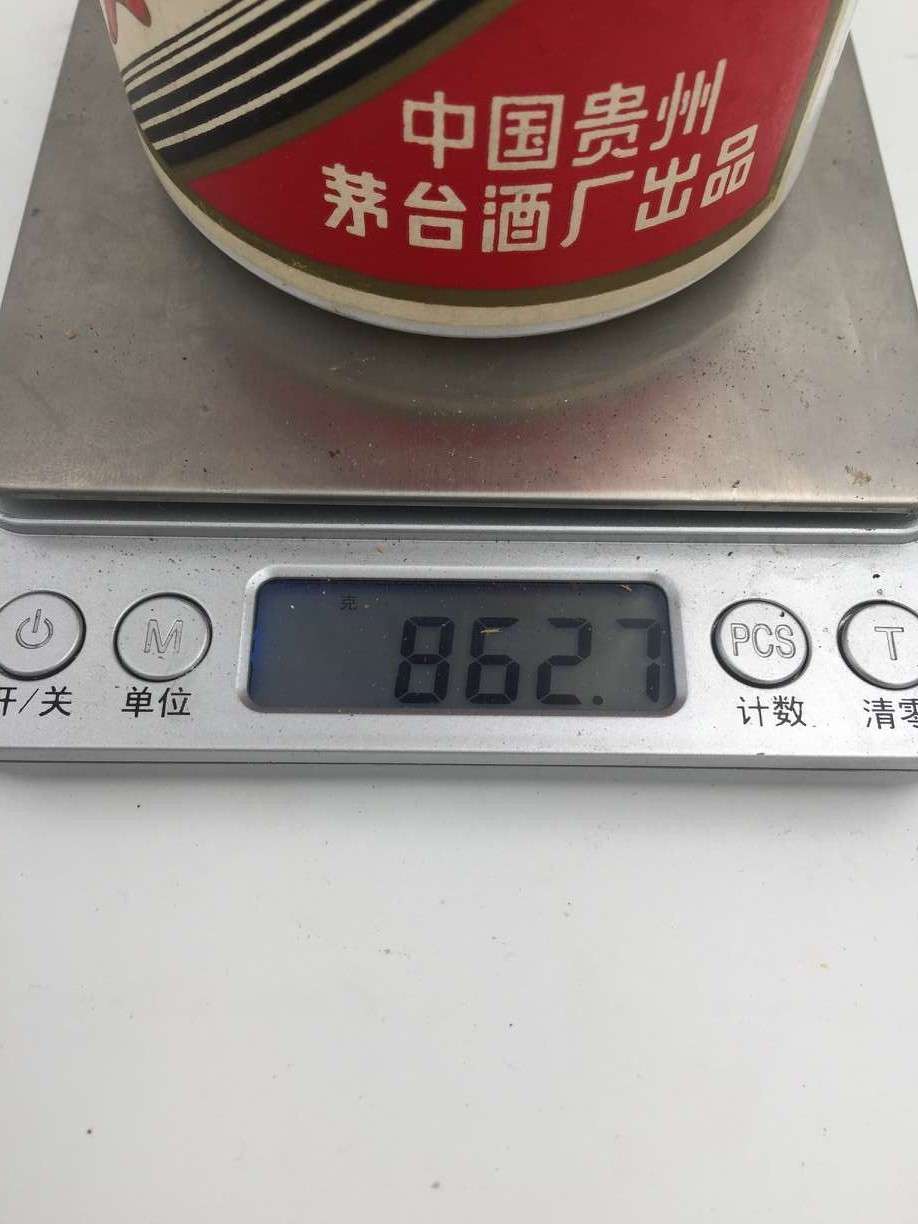 中国贵州
茅台酒厂出品
克
862.7
M
PCS
T
开/关
单位
计数
清零